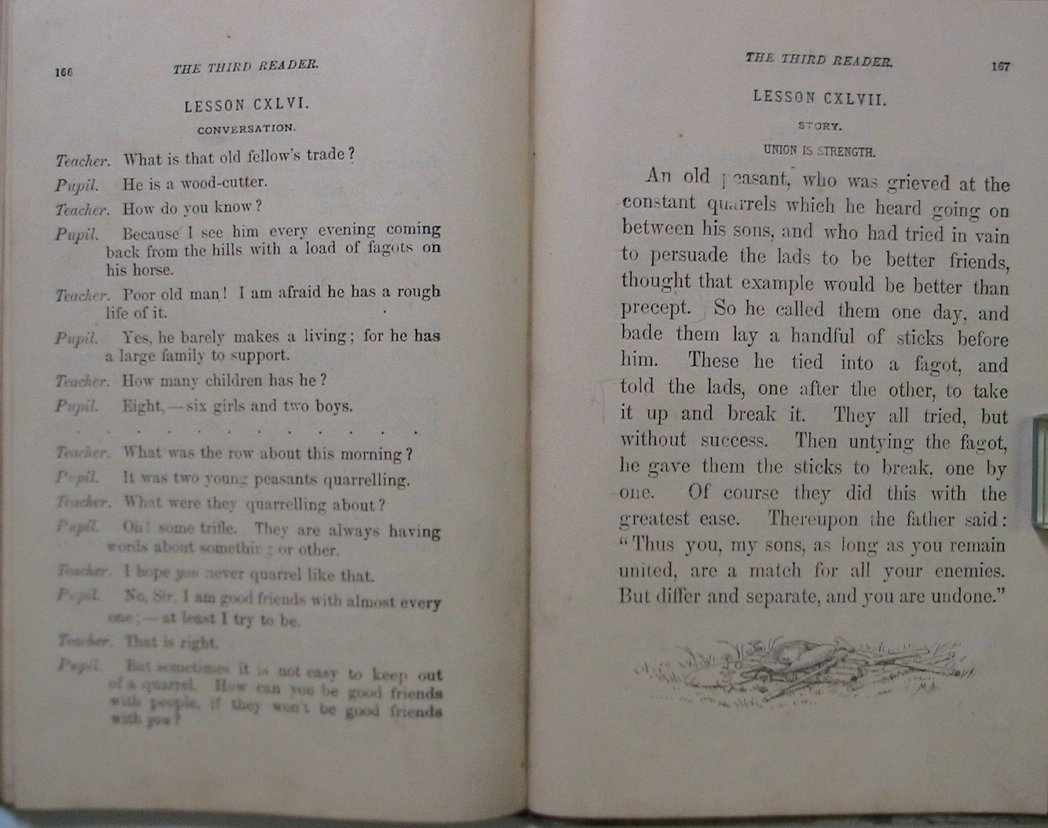 166
THE THIRD READER.
LESSON CXLVI.
CONVERSATION.
Teacher. What is that old fellow's trade?
Pupil. He is a wood-cutter.
Teacher. How do you know?
Pupil. Because I see him every evening coming
back from the hills with a load of fagots on
his horse.
Teacher. Poor old man! I am afraid he has a rough
life of it.
Pupil. Yes, he barely makes a living; for he has
a large family to support.
Teacher. How many children has he?
Pupil. Eight,—six girls and two boys.
. . . . . . . . . . . .
Teacher. What was the row about this morning?
Pupil. It was two young peasants quarrelling.
Teacher. What were they quarrelling about?
Pupil. Oh! some trifle. They are always having
words about something or other.
Teacher. I hope you never quarrel like that.
Pupil. No, Sir, I am good friends with almost every
one;—at least I try to be.
Teacher. That is right.
Pupil. But sometimes it is not easy to keep out
of a quarrel. How can you be good friends
with people, if they won't be good friends
with you?
THE THIRD READER.
167
LESSON CXLVII.
STORY.
UNION IS STRENGTH.
An old peasant, who was grieved at the
constant quarrels which he heard going on
between his sons, and who had tried in vain
to persuade the lads to be better friends,
thought that example would be better than
precept. So he called them one day, and
bade them lay a handful of sticks before
him. These he tied into a fagot, and
told the lads, one after the other, to take
it up and break it. They all tried, but
without success. Then untying the fagot,
he gave them the sticks to break, one by
one. Of course they did this with the
greatest ease. Thereupon the father said:
"Thus you, my sons, as long as you remain
united, are a match for all your enemies.
But differ and separate, and you are undone."